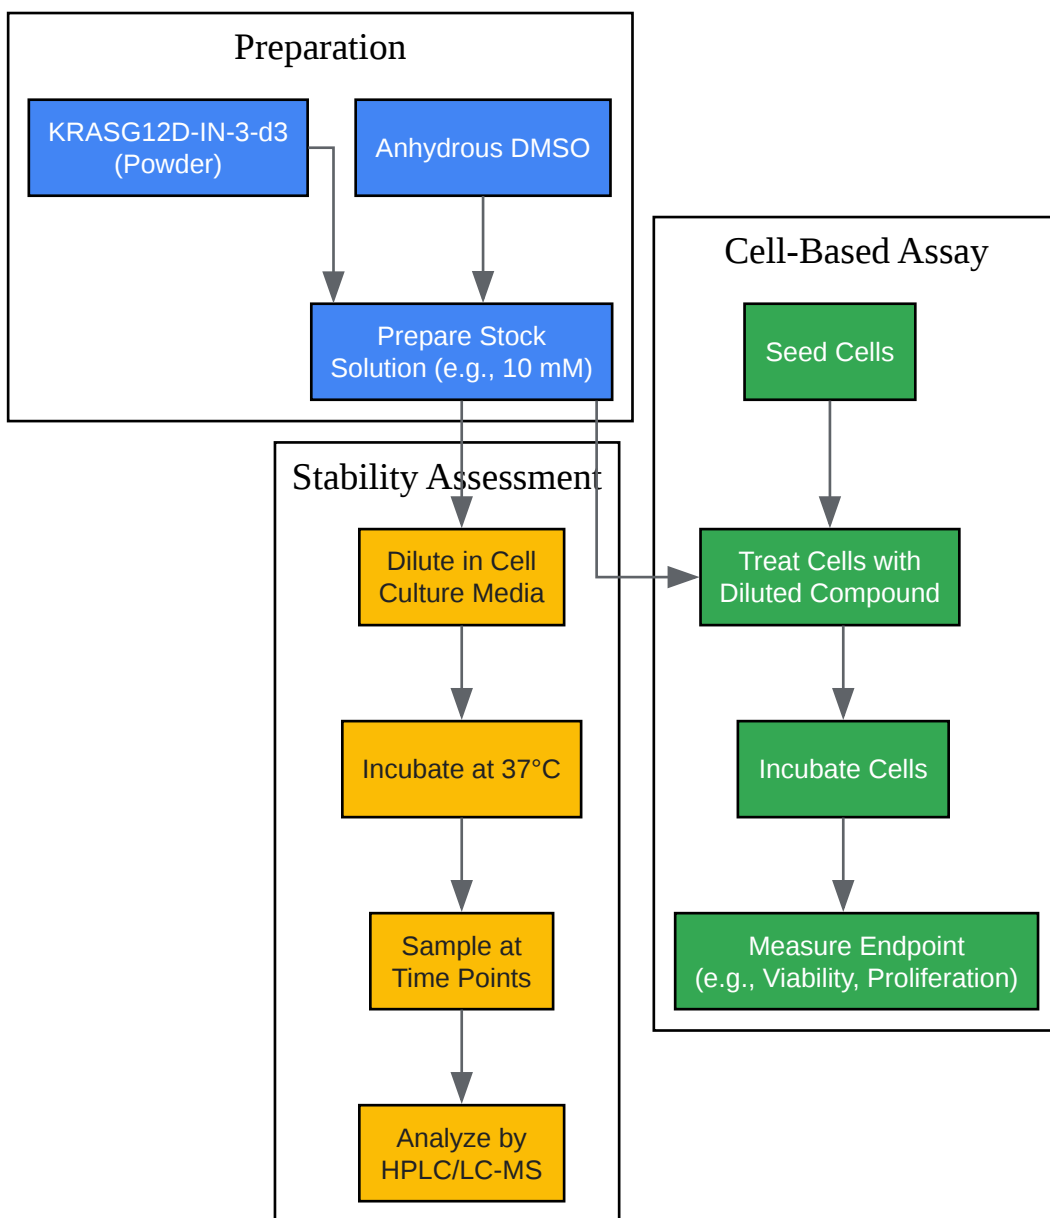 Preparation
KRASG12D-IN-3-d3
(Powder)
Anhydrous DMSO
Prepare Stock
Solution (e.g., 10 mM)
Stability Assessment
Dilute in Cell
Culture Media
Incubate at 37°C
Sample at
Time Points
Analyze by
HPLC/LC-MS
Cell-Based Assay
Seed Cells
Treat Cells with
Diluted Compound
Incubate Cells
Measure Endpoint
(e.g., Viability, Proliferation)